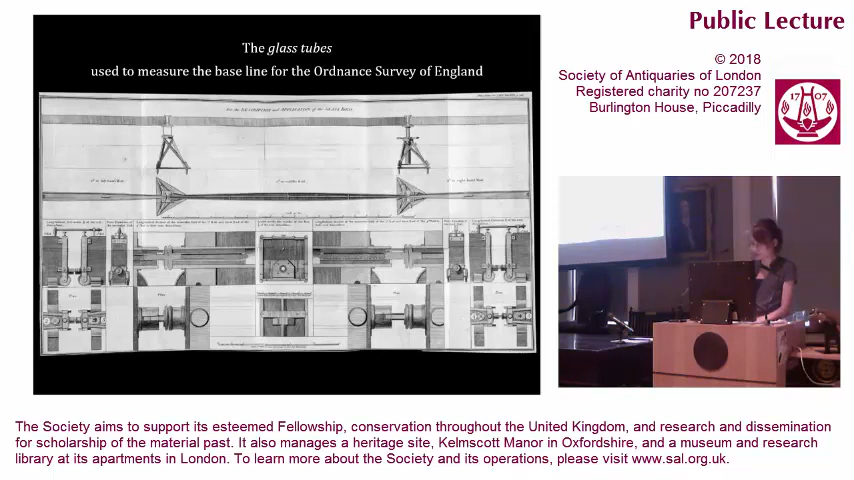 The glass tubes
used to measure the base line for the Ordnance Survey of England
Public Lecture
© 2018
Society of Antiquaries of London
Registered charity no 207237
Burlington House, Piccadilly
17 07
The Society aims to support its esteemed Fellowship, conservation throughout the United Kingdom, and research and dissemination
for scholarship of the material past. It also manages a heritage site, Kelmscott Manor in Oxfordshire, and a museum and research
library at its apartments in London. To learn more about the Society and its operations, please visit www.sal.org.uk.